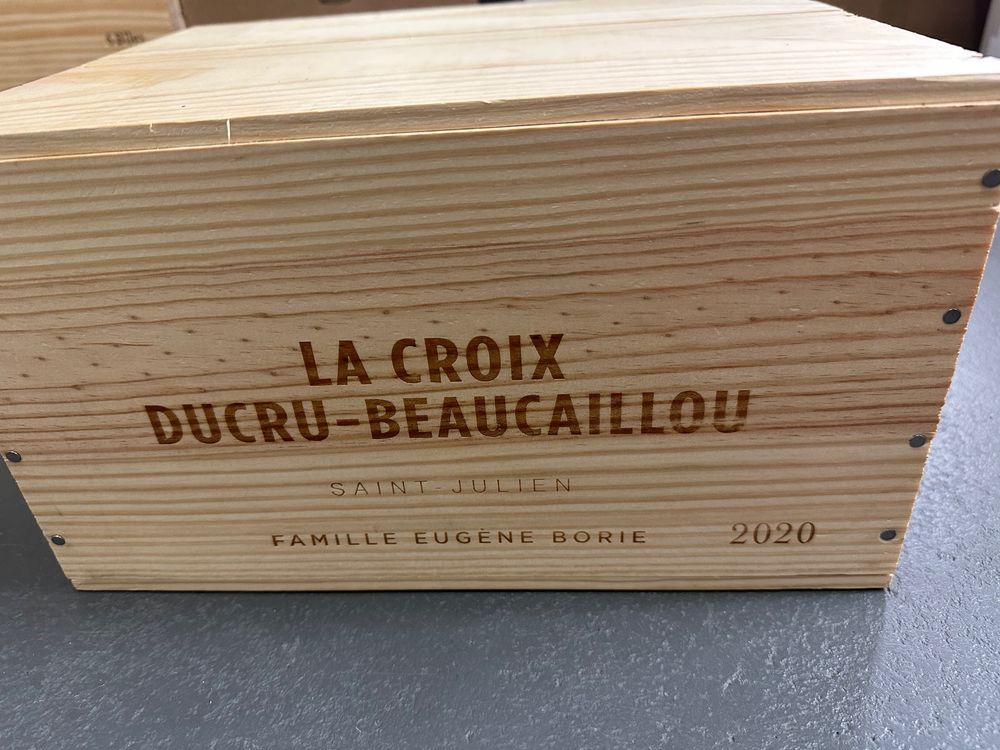 LA CROIX
DUCRU-BEAUCAILLOU
SAINT-JULIEN
FAMILLE EUGÈNE BORIE 2020